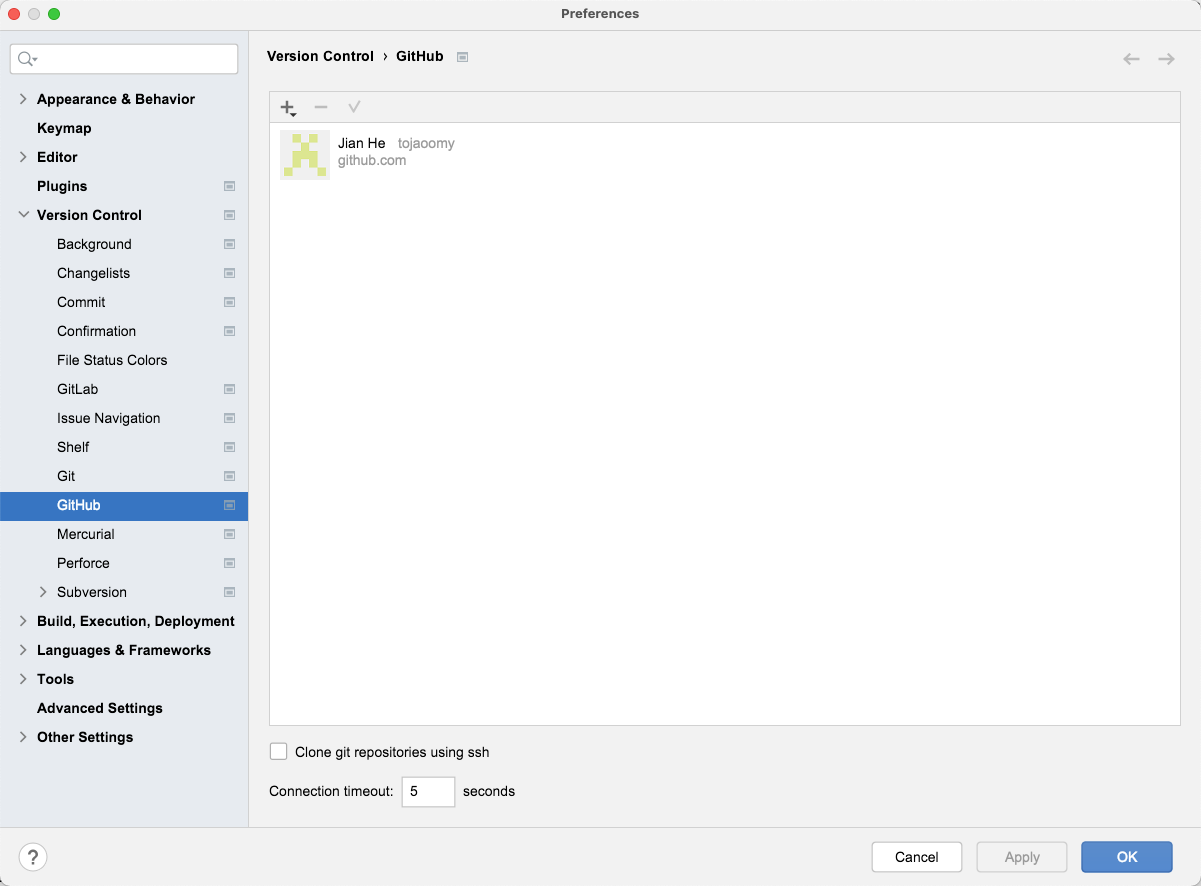 Preferences
Version Control › GitHub
Appearance & Behavior
Keymap
Editor
Plugins
Version Control
Background
Changelists
Commit
Confirmation
File Status Colors
GitLab
Issue Navigation
Shelf
Git
GitHub
Mercurial
Perforce
Subversion
Build, Execution, Deployment
Languages & Frameworks
Tools
Advanced Settings
Other Settings
Jian He tojaoomy
github.com
Clone git repositories using ssh
Connection timeout: 5 seconds
?
Cancel Apply OK